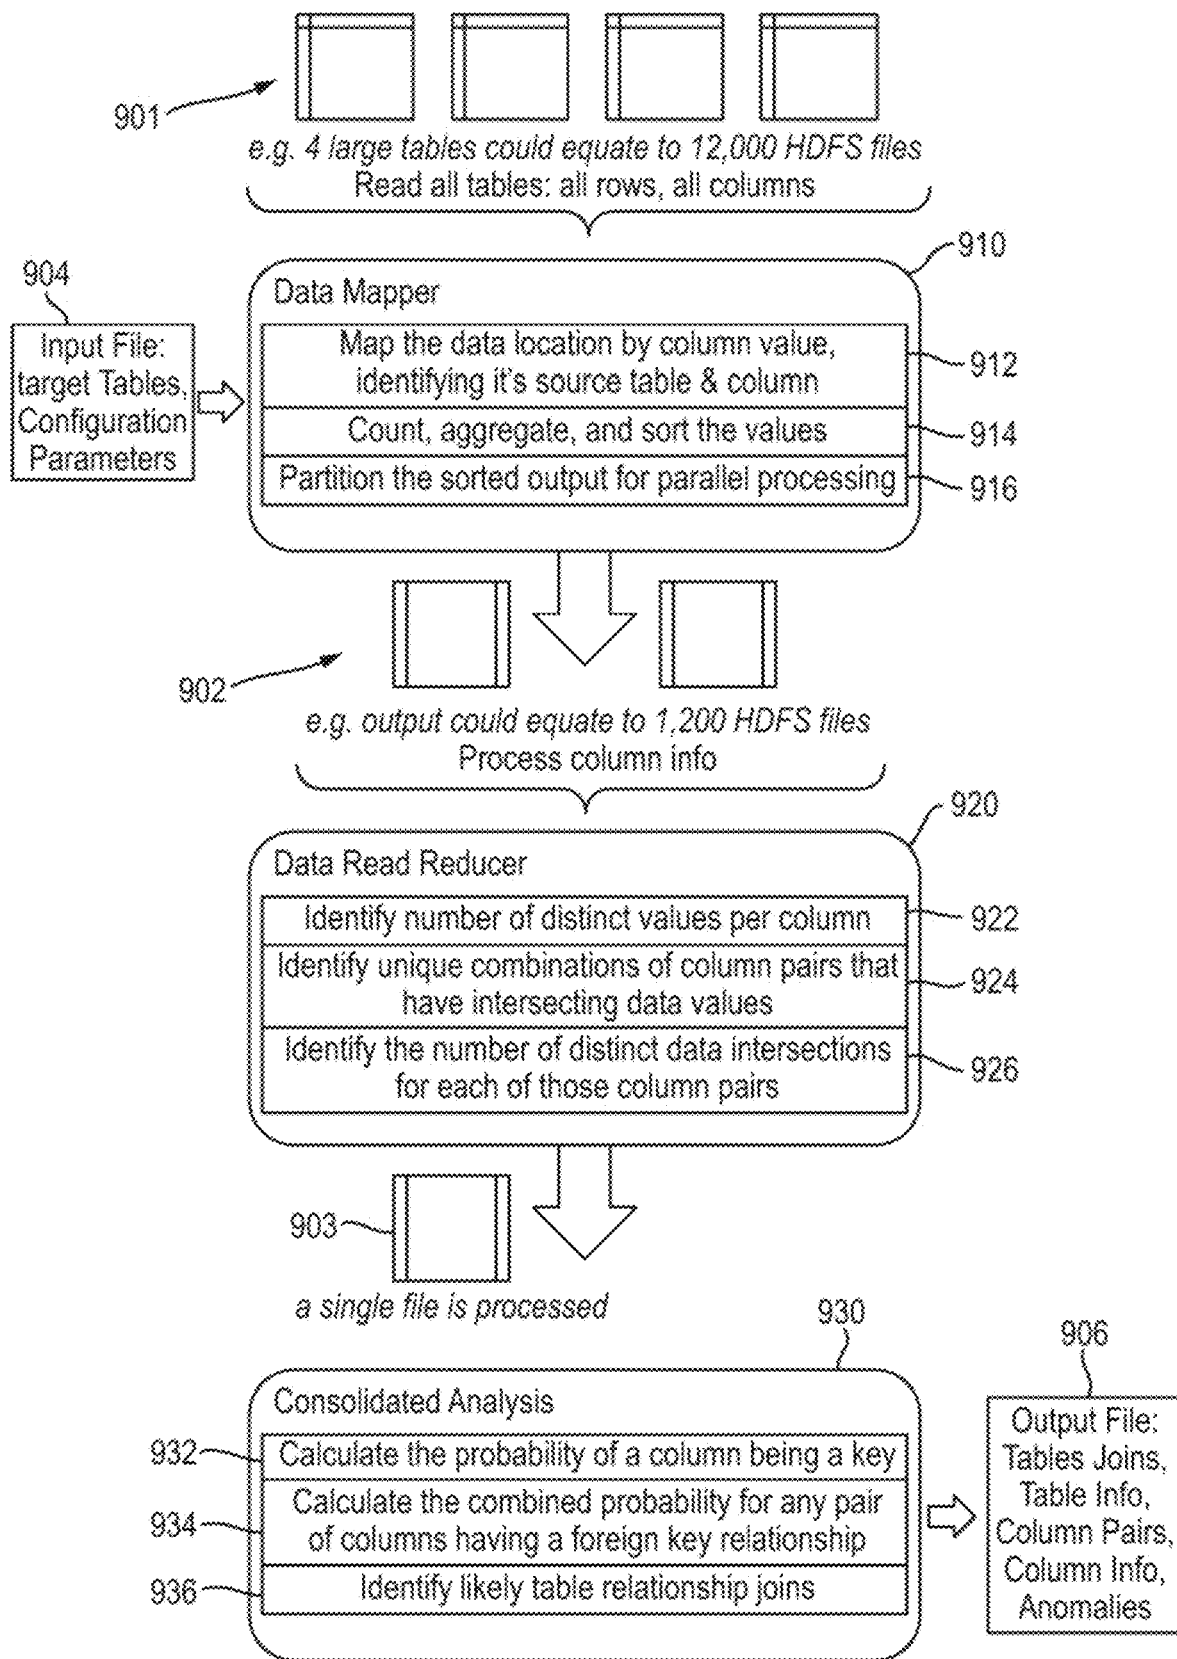 901
e.g. 4 large tables could equate to 12,000 HDFS files
Read all tables: all rows, all columns
910
904
Data Mapper
Input File:
target Tables,
Configuration
Parameters
Map the data location by column value,
identifying it's source table & column
912
Count, aggregate, and sort the values
914
Partition the sorted output for parallel processing
916
902
e.g. output could equate to 1,200 HDFS files
Process column info
920
Data Read Reducer
Identify number of distinct values per column
922
Identify unique combinations of column pairs that
have intersecting data values
924
Identify the number of distinct data intersections
for each of those column pairs
926
903
a single file is processed
930
906
Consolidated Analysis
932
Calculate the probability of a column being a key
934
Calculate the combined probability for any pair
of columns having a foreign key relationship
936
Identify likely table relationship joins
Output File:
Tables Joins,
Table Info,
Column Pairs,
Column Info,
Anomalies